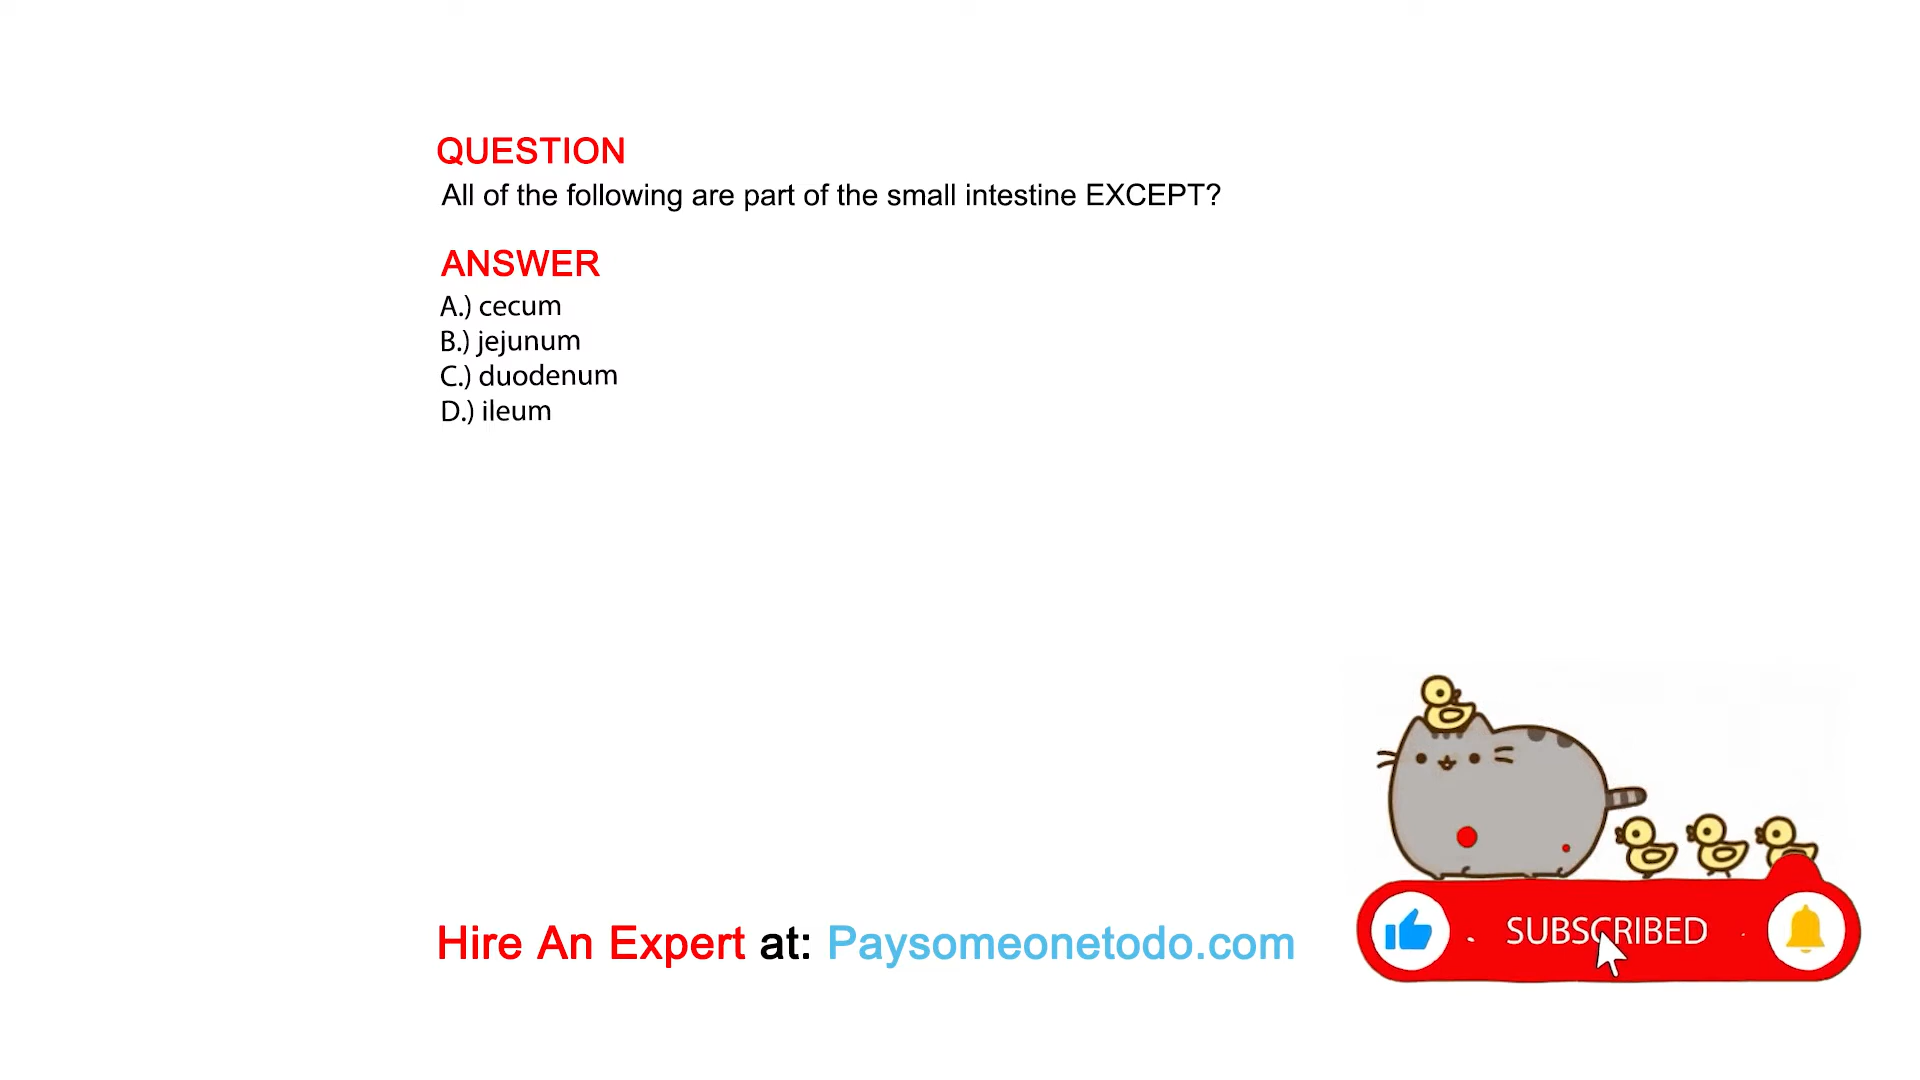 QUESTION
All of the following are part of the small intestine EXCEPT?
ANSWER
A.) cecum
B.) jejunum
C.) duodenum
D.) ileum
Hire An Expert at: Paysomeonetodo.com
SUBSCRIBED